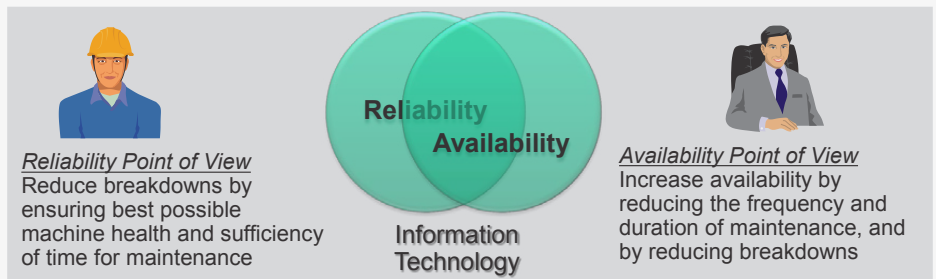 Reliability Point of View
Reduce breakdowns by
ensuring best possible
machine health and sufficiency
of time for maintenance
Reliability
Availability
Information
Technology
Availability Point of View
Increase availability by
reducing the frequency and
duration of maintenance, and
by reducing breakdowns